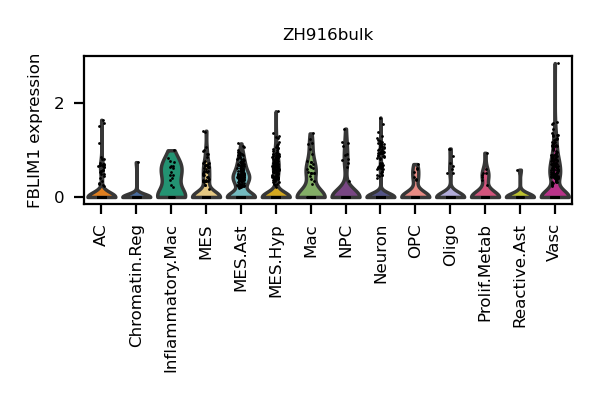 ZH916bulk
FBLIM1 expression
2
0
AC
Chromatin.Reg
Inflammatory.Mac
MES
MES.Ast
MES.Hyp
Mac
NPC
Neuron
OPC
Oligo
Prolif.Metab
Reactive.Ast
Vasc